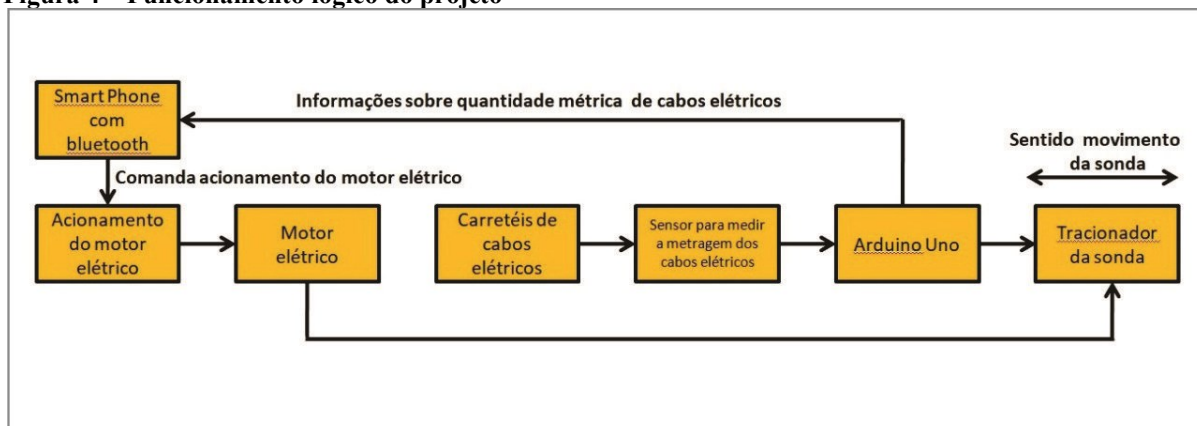 Figura 4 – Funcionamento lógico do projeto
Smart Phone
com
bluetooth
Informações sobre quantidade métrica de cabos elétricos
Sentido movimento
da sonda
Comanda acionamento do motor elétrico
Acionamento
do motor
elétrico
Motor
elétrico
Carretéis de
cabos
elétricos
Sensor para medir
a metragem dos
cabos elétricos
Arduino Uno
Tracionador
da sonda